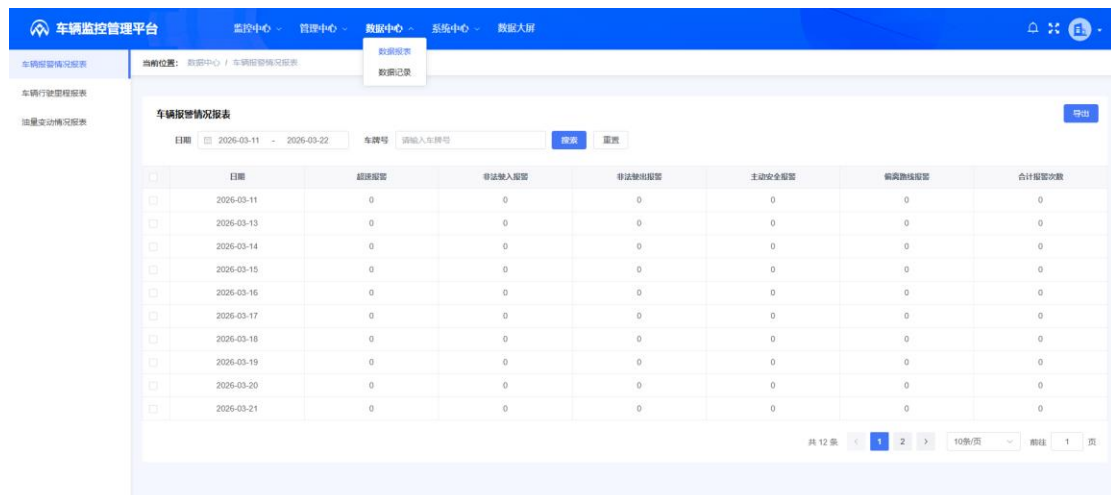 车辆监控管理平台 监控中心 管理中心 数据中心 系统中心 数据大屏
数据报表
数据记录
车辆报警情况报表
车辆行驶里程报表
油量变动情况报表
当前位置: 数据中心 / 车辆报警情况报表
车辆报警情况报表 导出
日期 2026-03-11 - 2026-03-22 车牌号 请输入车牌号 搜索 重置
日期 超速报警 非法驶入报警 非法驶出报警 主动安全报警 偏离路线报警 合计报警次数
2026-03-11 0 0 0 0 0 0
2026-03-13 0 0 0 0 0 0
2026-03-14 0 0 0 0 0 0
2026-03-15 0 0 0 0 0 0
2026-03-16 0 0 0 0 0 0
2026-03-17 0 0 0 0 0 0
2026-03-18 0 0 0 0 0 0
2026-03-19 0 0 0 0 0 0
2026-03-20 0 0 0 0 0 0
2026-03-21 0 0 0 0 0 0
共 12 条 < 1 2 > 10条/页 前往 1 页